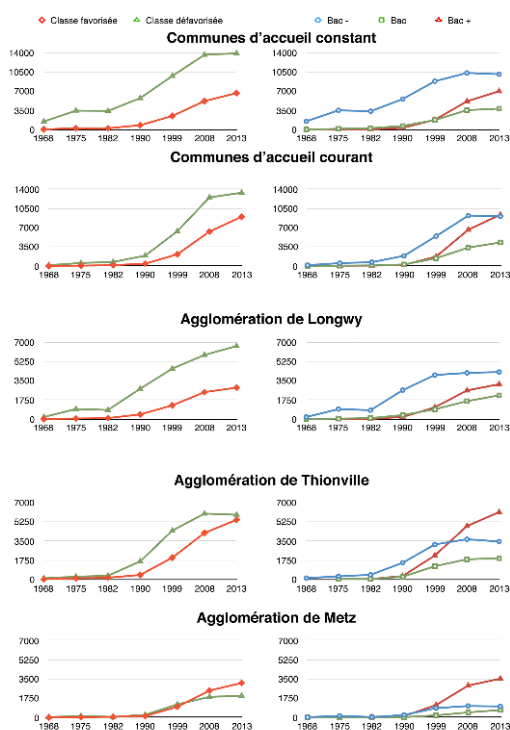 Classe favorisée Classe défavorisée Bac - Bac Bac +
Communes d'accueil constant
14000 14000
10500 10500
7000 7000
3500 3500
0 0
1968 1975 1982 1990 1999 2008 2013 1968 1975 1982 1990 1999 2008 2013
Communes d'accueil courant
14000 14000
10500 10500
7000 7000
3500 3500
0 0
1968 1975 1982 1990 1999 2008 2013 1968 1975 1982 1990 1999 2008 2013
Agglomération de Longwy
7000 7000
5250 5250
3500 3500
1750 1750
0 0
1968 1975 1982 1990 1999 2008 2013 1968 1975 1982 1990 1999 2008 2013
Agglomération de Thionville
7000 7000
5250 5250
3500 3500
1750 1750
0 0
1968 1975 1982 1990 1999 2008 2013 1968 1975 1982 1990 1999 2008 2013
Agglomération de Metz
7000 7000
5250 5250
3500 3500
1750 1750
0 0
1968 1975 1982 1990 1999 2008 2013 1968 1975 1982 1990 1999 2008 2013